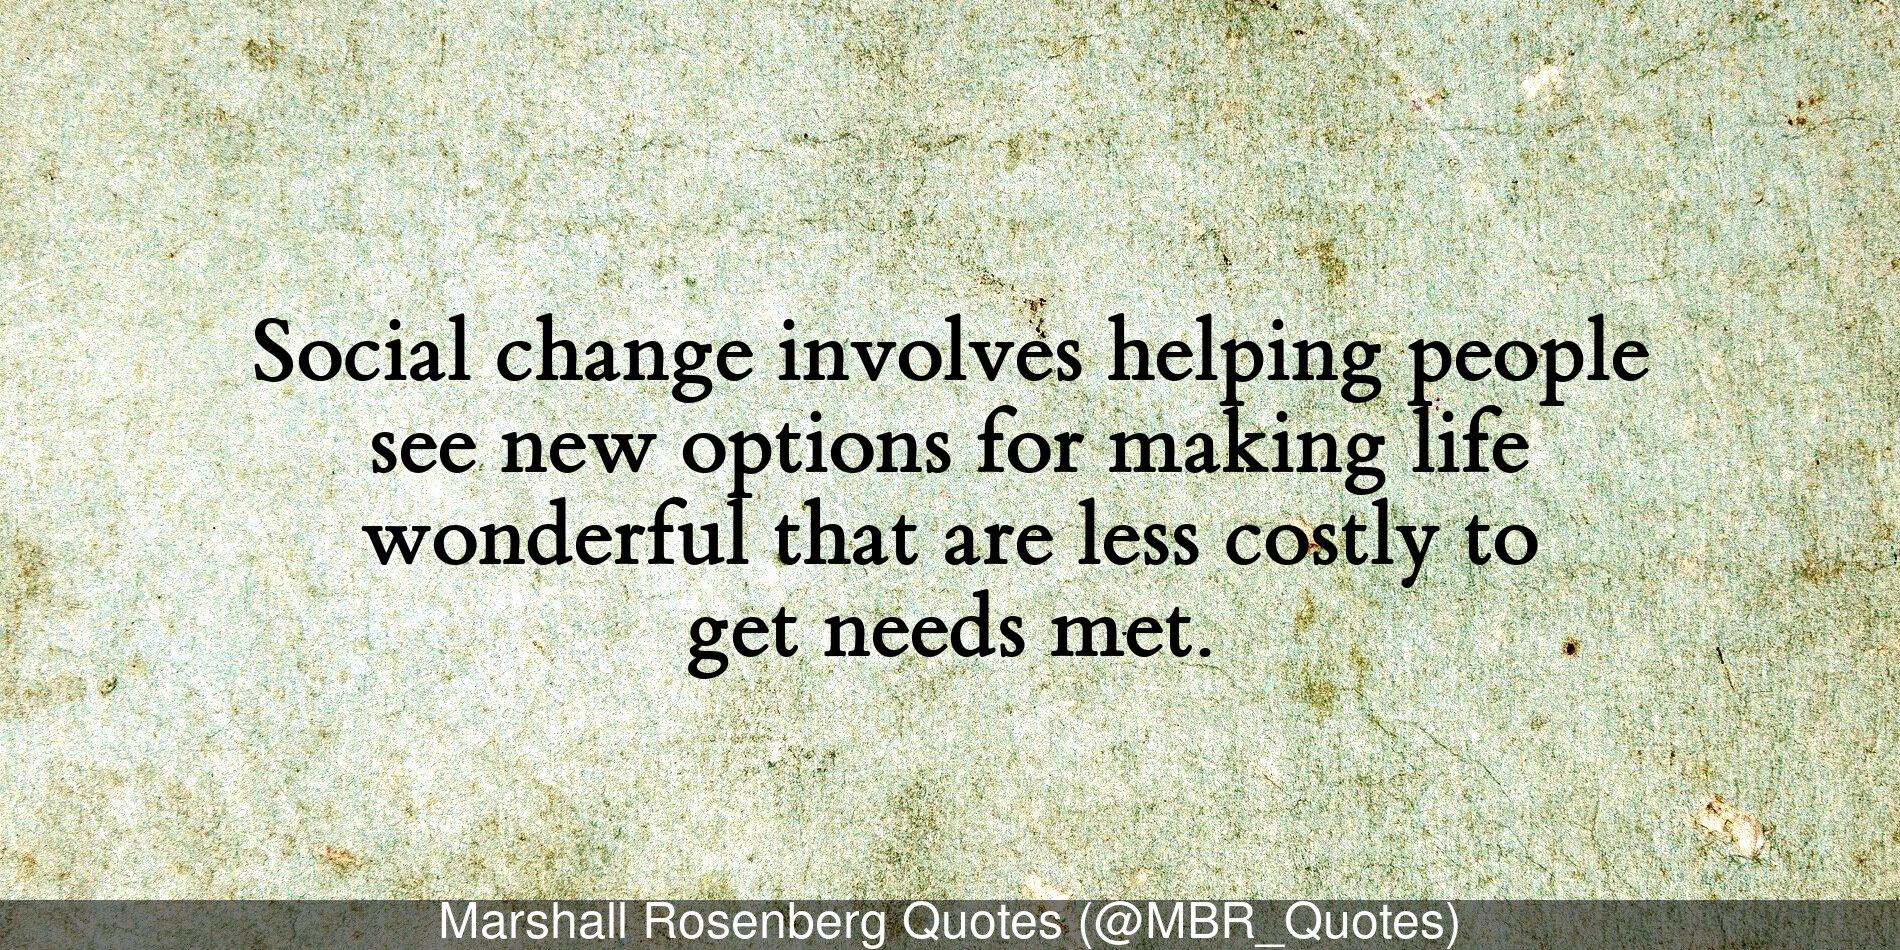 Social change involves helping people
see new options for making life
wonderful that are less costly to
get needs met.
Marshall Rosenberg Quotes (@MBR_Quotes)